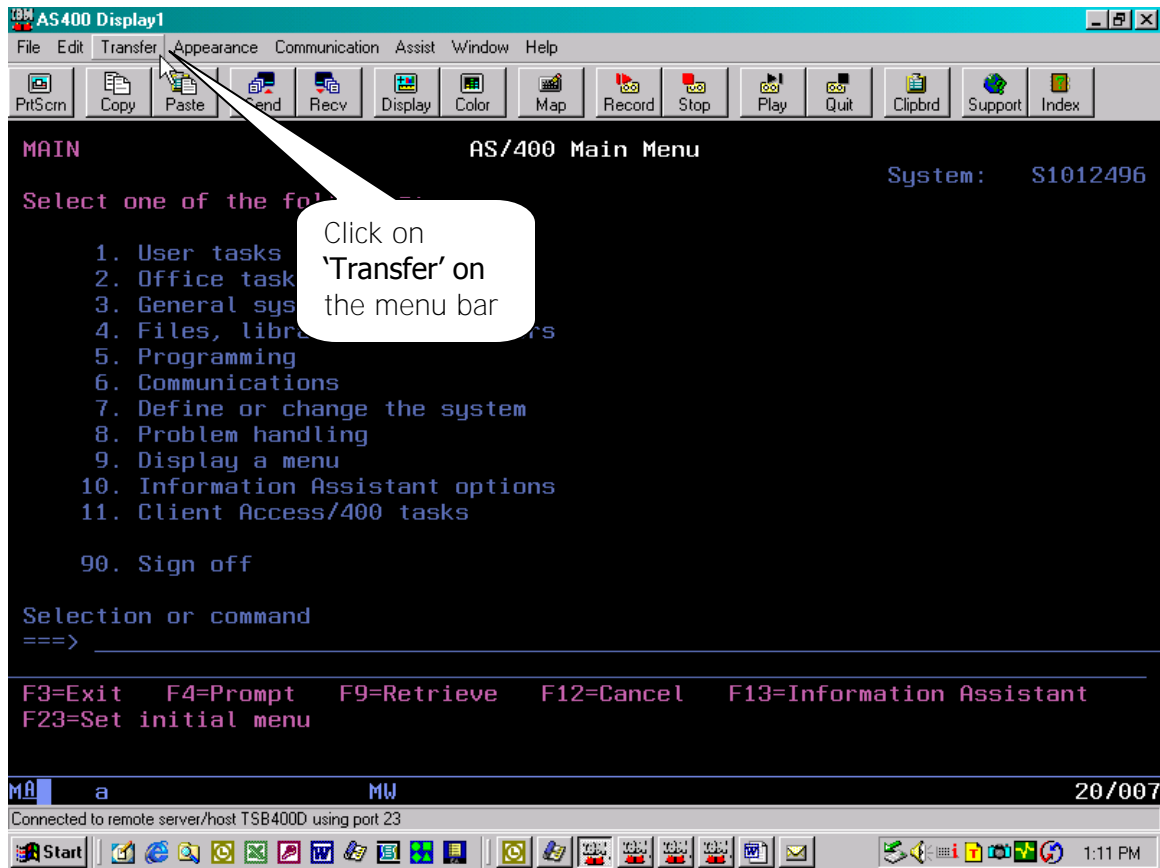 AS400 Display1
File Edit Transfer Appearance Communication Assist Window Help
PrtScrn Copy Paste Send Recv Display Color Map Record Stop Play Quit Clipbrd Support Index
MAIN AS/400 Main Menu
System: S1012496
Select one of the
Click on
‘Transfer’ on
the menu bar
1. User tasks
2. Office task
3. General sys
4. Files, libra rs
5. Programming
6. Communications
7. Define or change the system
8. Problem handling
9. Display a menu
10. Information Assistant options
11. Client Access/400 tasks
90. Sign off
Selection or command
===>
F3=Exit F4=Prompt F9=Retrieve F12=Cancel F13=Information Assistant
F23=Set initial menu
MA a MW 20/007
Connected to remote server/host TSB400D using port 23
Start 1:11 PM